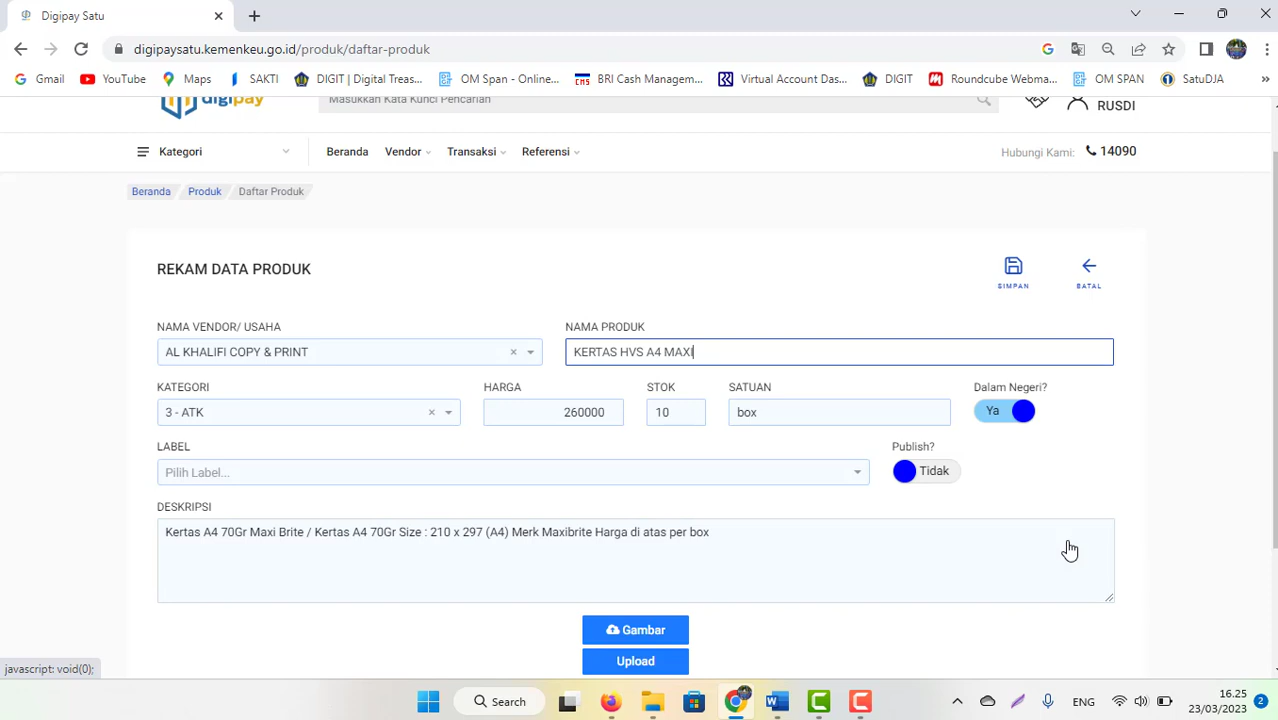 Digipay Satu
digipaysatu.kemenkeu.go.id/produk/daftar-produk
Gmail YouTube Maps SAKTI DIGIT | Digital Treas... OM Span - Online... BRI Cash Managem... Virtual Account Das... DIGIT Roundcube Webma... OM SPAN SatuDJA »
digipay Masukkan Kata Kunci Pencarian RUSDI
Kategori Beranda Vendor Transaksi Referensi Hubungi Kami: 14090
Beranda Produk Daftar Produk
REKAM DATA PRODUK
SIMPAN BATAL
NAMA VENDOR/ USAHA NAMA PRODUK
AL KHALIFI COPY & PRINT × KERTAS HVS A4 MAXI
KATEGORI HARGA STOK SATUAN Dalam Negeri?
3 - ATK × 260000 10 box Ya
LABEL Publish?
Pilih Label... Tidak
DESKRIPSI
Kertas A4 70Gr Maxi Brite / Kertas A4 70Gr Size : 210 x 297 (A4) Merk Maxibrite Harga di atas per box
Gambar
Upload
javascript: void(0);
Search ENG 16.25 2
23/03/2023